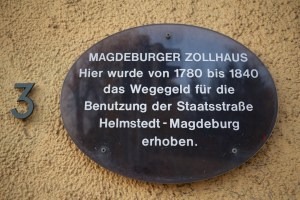 3
MAGDEBURGER ZOLLHAUS
Hier wurde von 1780 bis 1840
das Wegegeld für die
Benutzung der Staatsstraße
Helmstedt - Magdeburg
erhoben.